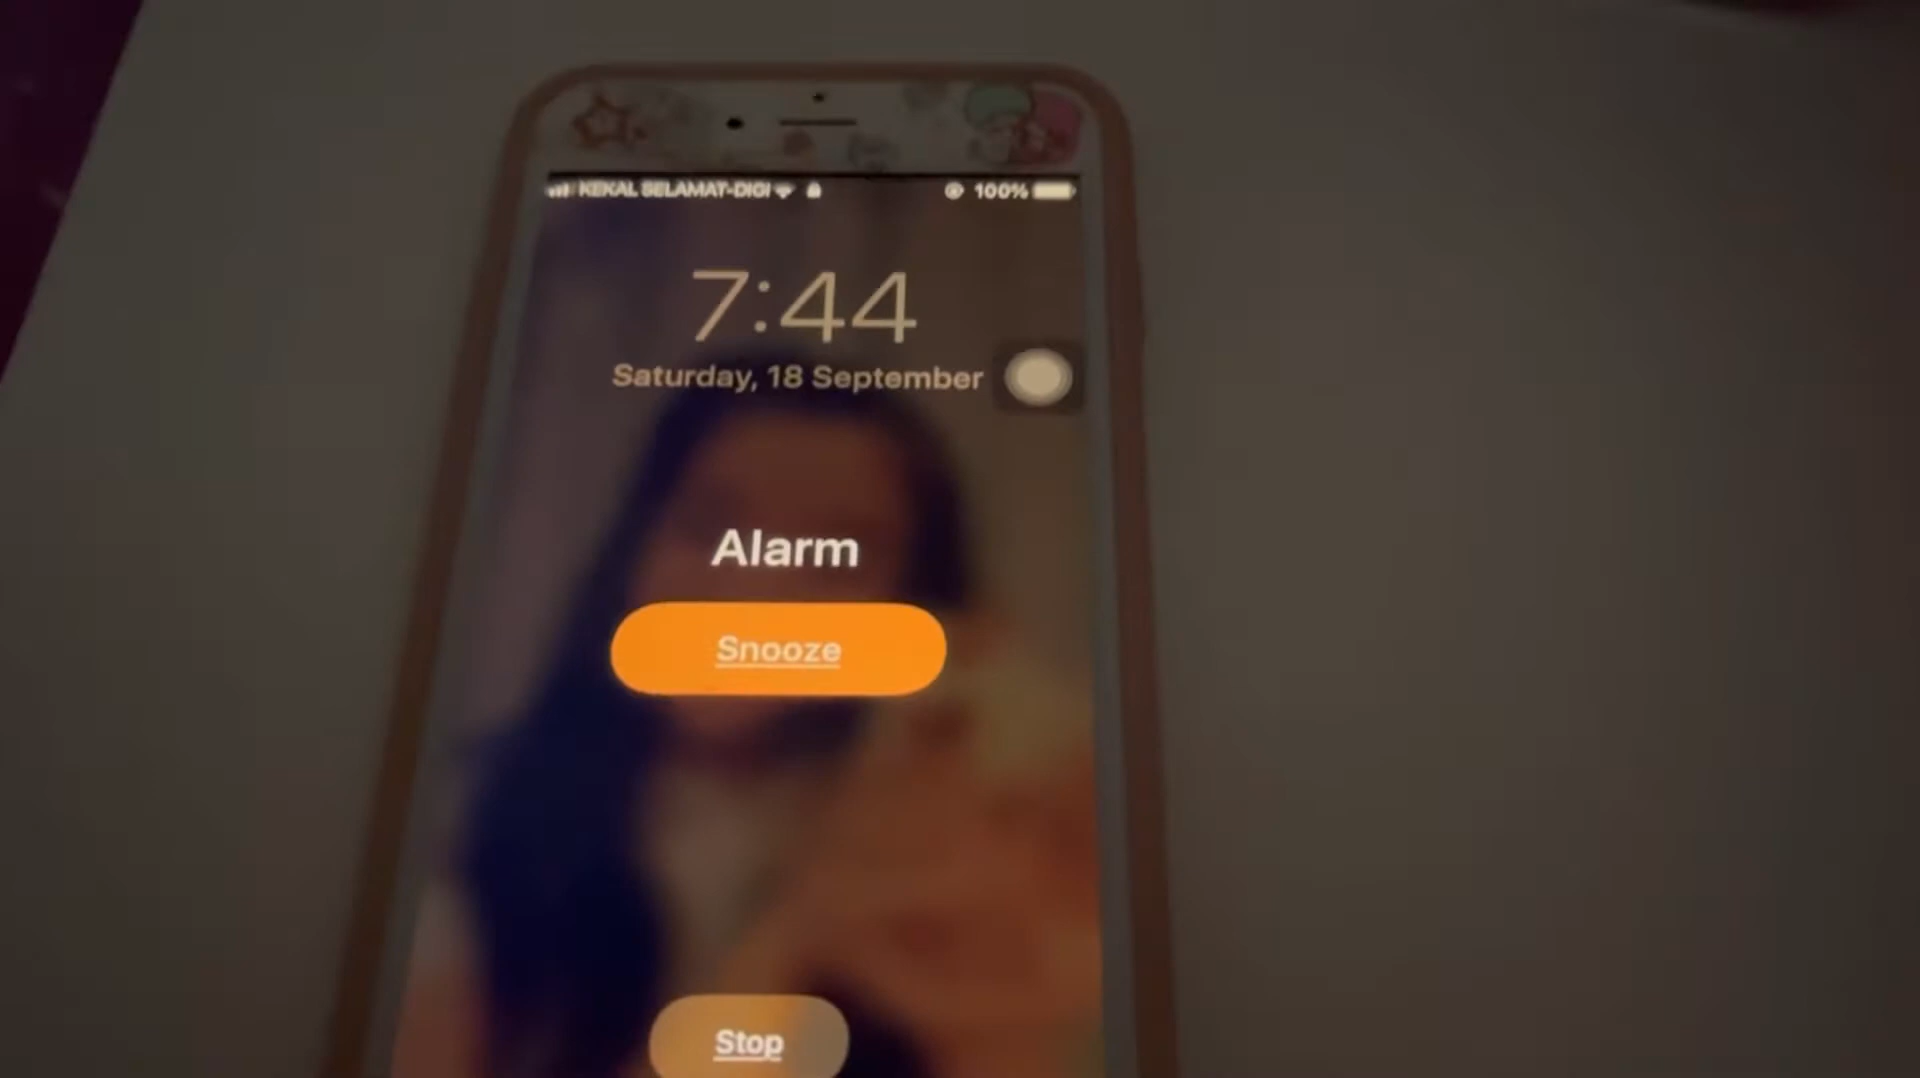 KEKAL SELAMAT-DIGI 100%
7:44
Saturday, 18 September
Alarm
Snooze
Stop